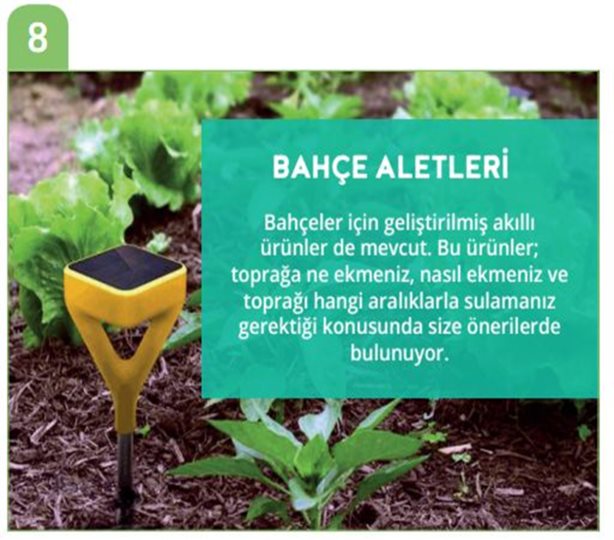 8
BAHÇE ALETLERİ
Bahçeler için geliştirilmiş akıllı
ürünler de mevcut. Bu ürünler;
toprağa ne ekmeniz, nasıl ekmeniz ve
toprağı hangi aralıklarla sulamanız
gerektiği konusunda size önerilerde
bulunuyor.